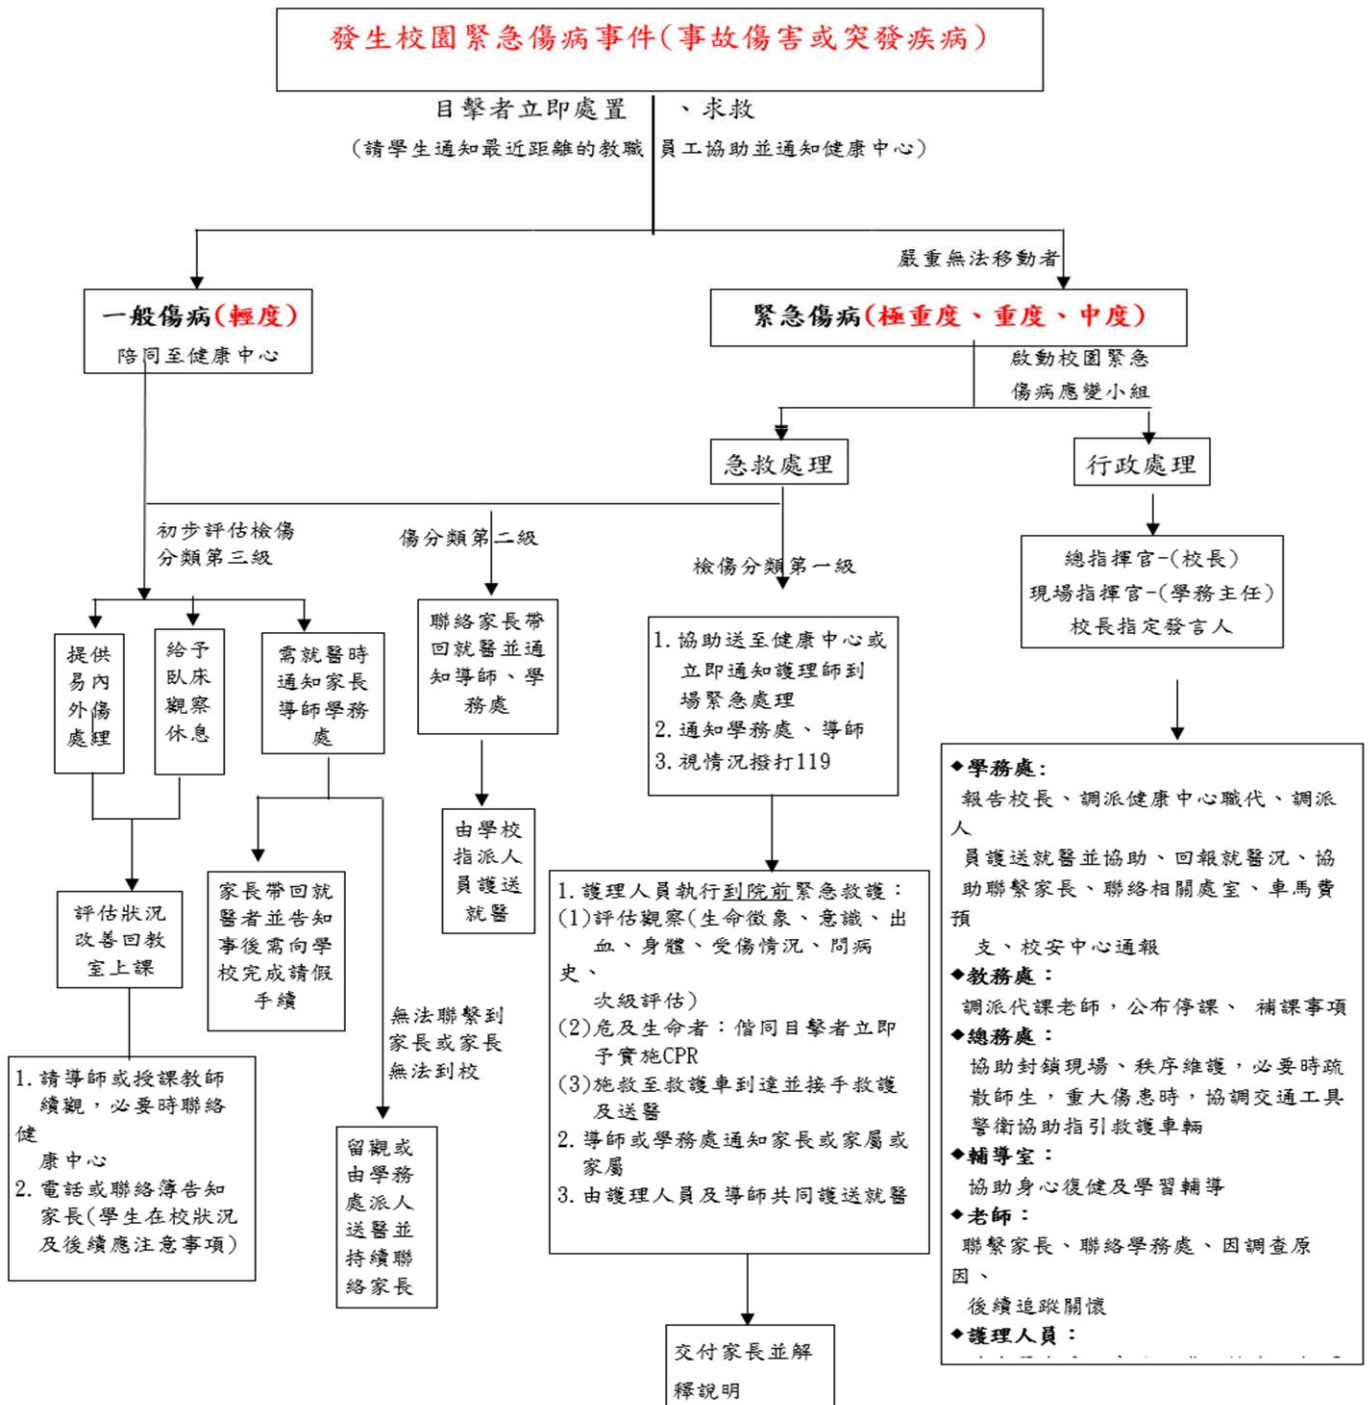 發生校園緊急傷病事件(事故傷害或突發疾病)
目擊者立即處置、求救
(請學生通知最近距離的教職員工協助並通知健康中心)
嚴重無法移動者
一般傷病(輕度)
陪同至健康中心
緊急傷病(極重度、重度、中度)
啟動校園緊急
傷病應變小組
急救處理
行政處理
初步評估檢傷
分類第三級
傷分類第二級
檢傷分類第一級
總指揮官-(校長)
現場指揮官-(學務主任)
校長指定發言人
提供
易內
外傷
處理
給予
臥床
觀察
休息
需就醫時
通知家長
導師學務
處
聯絡家長帶
回就醫並通
知導師、學
務處
1.協助送至健康中心或
立即通知護理師到
場緊急處理
2.通知學務處、導師
3.視情況撥打119
由學校
指派人
員護送
就醫
評估狀況
改善回教
室上課
家長帶回就
醫者並告知
事後需向學
校完成請假
手續
無法聯繫到
家長或家長
無法到校
1.請導師或授課教師
續觀，必要時聯絡
健
康中心
2.電話或聯絡簿告知
家長(學生在校狀況
及後續應注意事項)
留觀或
由學務
處派人
送醫並
持續聯
絡家長
1.護理人員執行到院前緊急救護：
(1)評估觀察(生命徵象、意識、出
血、身體、受傷情況、問病
史、
次級評估)
(2)危及生命者：偕同目擊者立即
予實施CPR
(3)施救至救護車到達並接手救護
及送醫
2.導師或學務處通知家長或家屬或
家屬
3.由護理人員及導師共同護送就醫
交付家長並解
釋說明
◆學務處:
報告校長、調派健康中心職代、調派
人
員護送就醫並協助、回報就醫況、協
助聯繫家長、聯絡相關處室、車馬費
預
支、校安中心通報
◆教務處：
調派代課老師，公布停課、 補課事項
◆總務處：
協助封鎖現場、秩序維護，必要時疏
散師生，重大傷患時，協調交通工具
警衛協助指引救護車輛
◆輔導室：
協助身心復健及學習輔導
◆老師：
聯繫家長、聯絡學務處、因調查原
因、
後續追蹤關懷
◆護理人員：